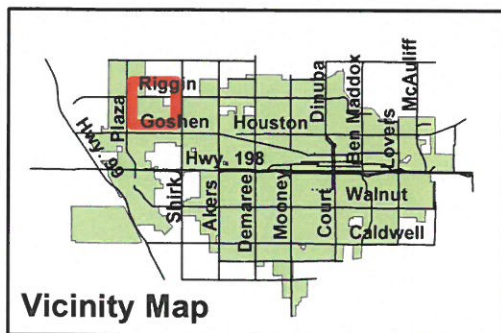 Riggin
Plaza
Goshen
Houston
Dinuba
Ben Maddox
McAuliff
Lovers
Hwy. 99
Hwy. 198
Shirk
Akers
Demaree
Mooney
Court
Walnut
Caldwell
Vicinity Map